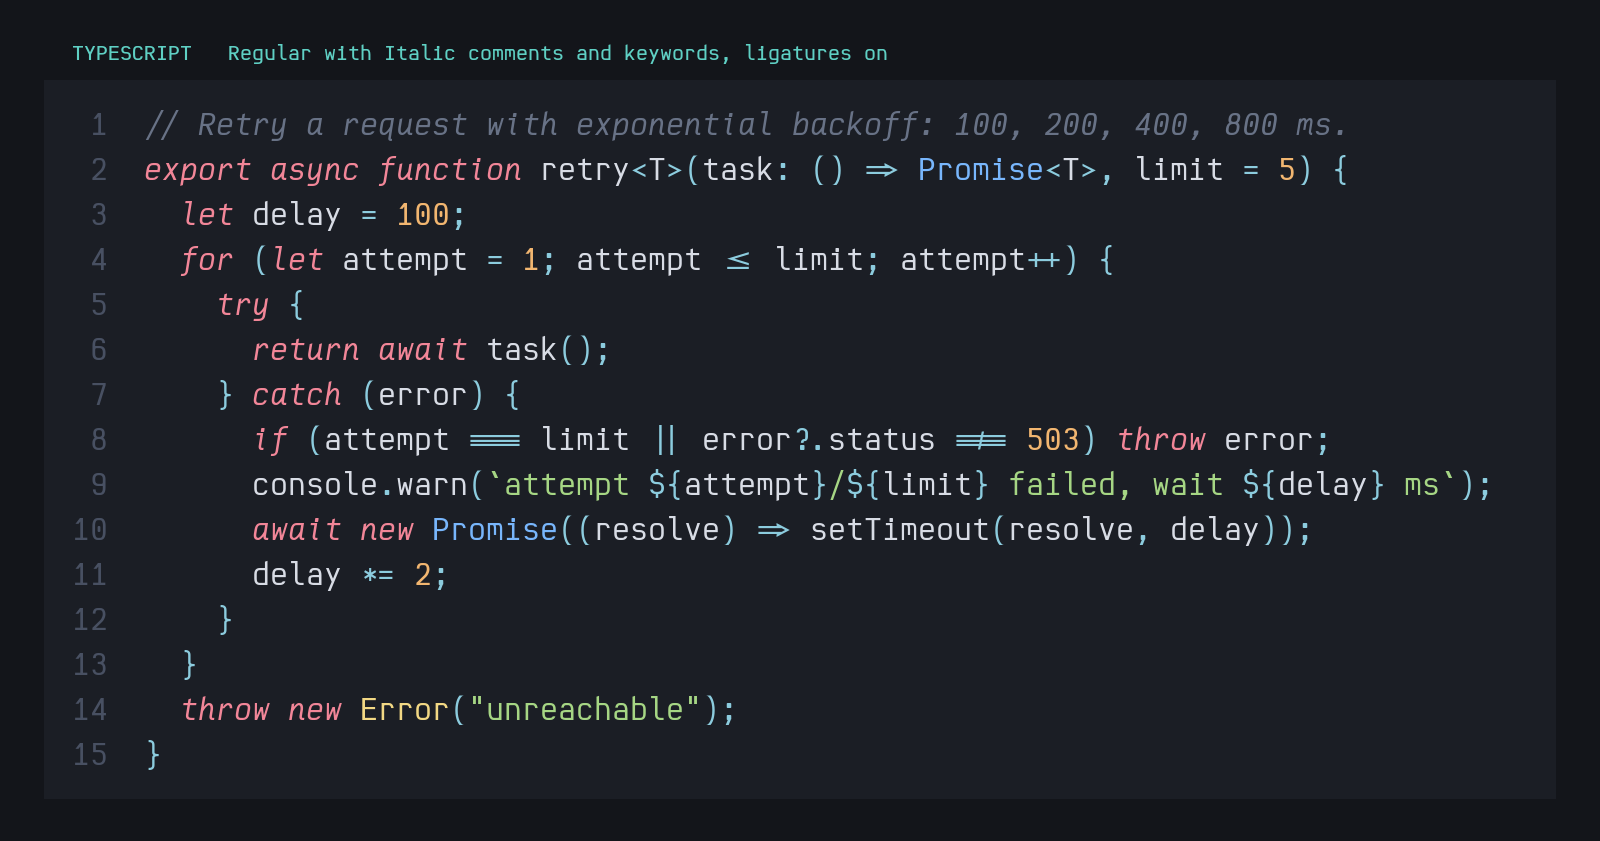 TYPESCRIPT   Regular with Italic comments and keywords, ligatures on
1  // Retry a request with exponential backoff: 100, 200, 400, 800 ms.
2  export async function retry<T>(task: () => Promise<T>, limit = 5) {
3    let delay = 100;
4    for (let attempt = 1; attempt <= limit; attempt++) {
5      try {
6        return await task();
7      } catch (error) {
8        if (attempt === limit || error?.status !== 503) throw error;
9        console.warn(`attempt ${attempt}/${limit} failed, wait ${delay} ms`);
10       await new Promise((resolve) => setTimeout(resolve, delay));
11       delay *= 2;
12     }
13   }
14   throw new Error("unreachable");
15 }